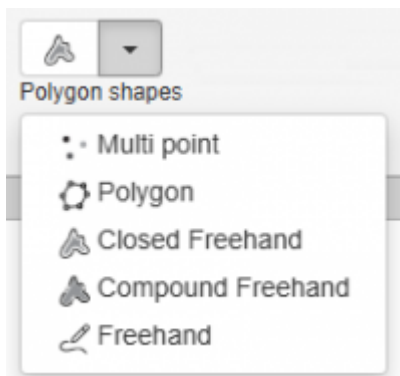 Polygon shapes
Multi point
Polygon
Closed Freehand
Compound Freehand
Freehand